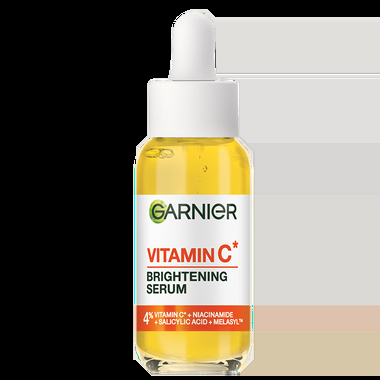 GARNIER
VITAMIN C*
BRIGHTENING
SERUM
4% VITAMIN C* + NIACINAMIDE
+ SALICYLIC ACID + MELASYL™